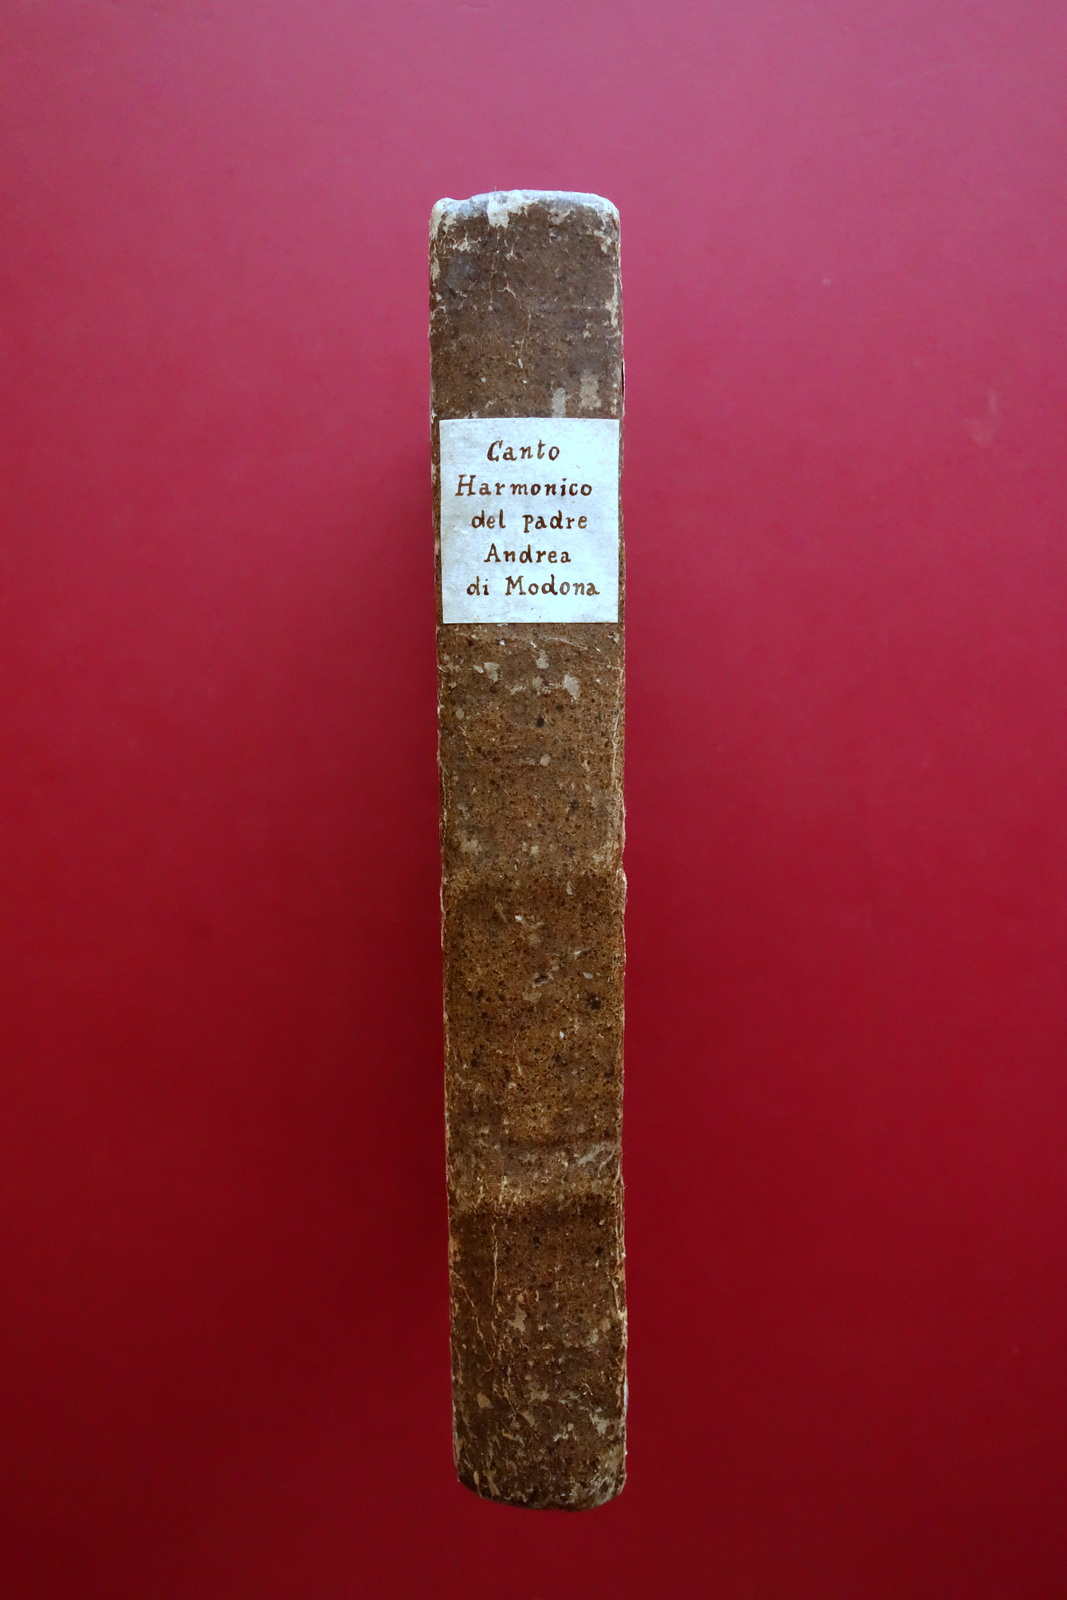 Canto
Harmonico
del padre
Andrea
di Modona